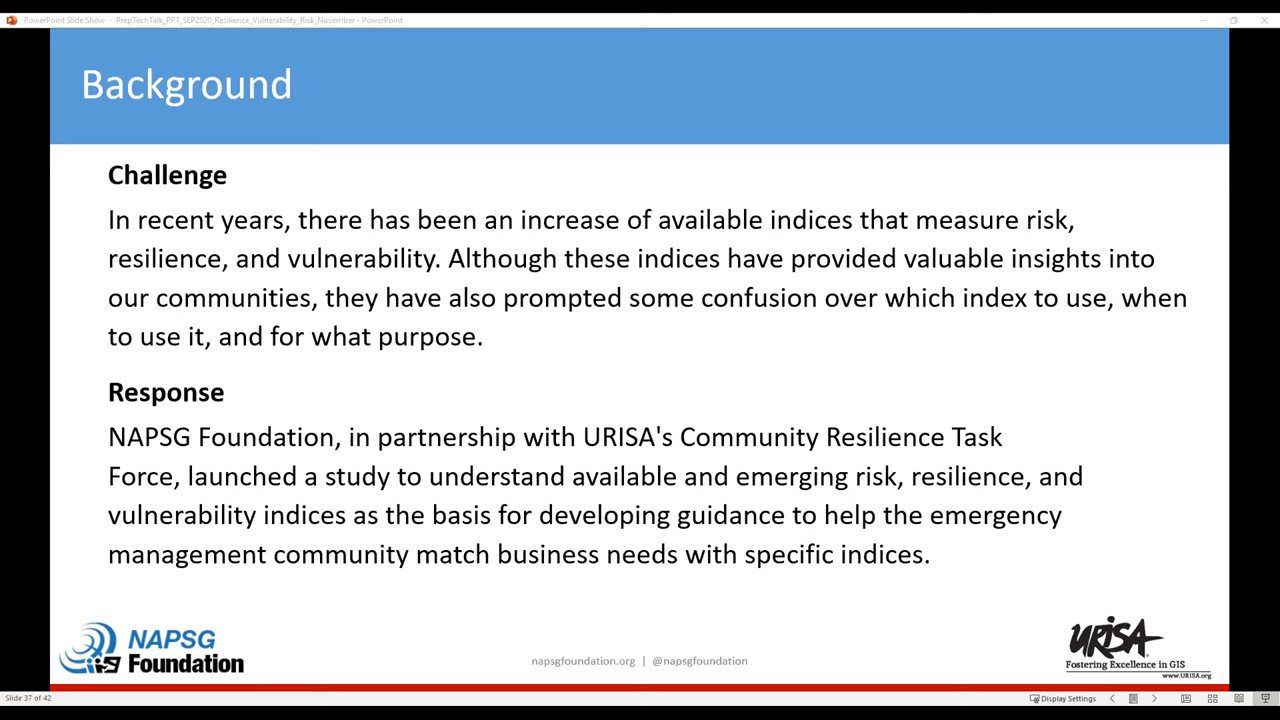 PowerPoint Slide Show - PrepTechTalk_PPT_SEP2020_Resilience_Vulnerability_Risk_November - PowerPoint
Background
Challenge
In recent years, there has been an increase of available indices that measure risk,
resilience, and vulnerability. Although these indices have provided valuable insights into
our communities, they have also prompted some confusion over which index to use, when
to use it, and for what purpose.
Response
NAPSG Foundation, in partnership with URISA's Community Resilience Task
Force, launched a study to understand available and emerging risk, resilience, and
vulnerability indices as the basis for developing guidance to help the emergency
management community match business needs with specific indices.
NAPSG
Foundation
napsgfoundation.org | @napsgfoundation
URISA
Fostering Excellence in GIS
www.URISA.org
Slide 37 of 42
Display Settings